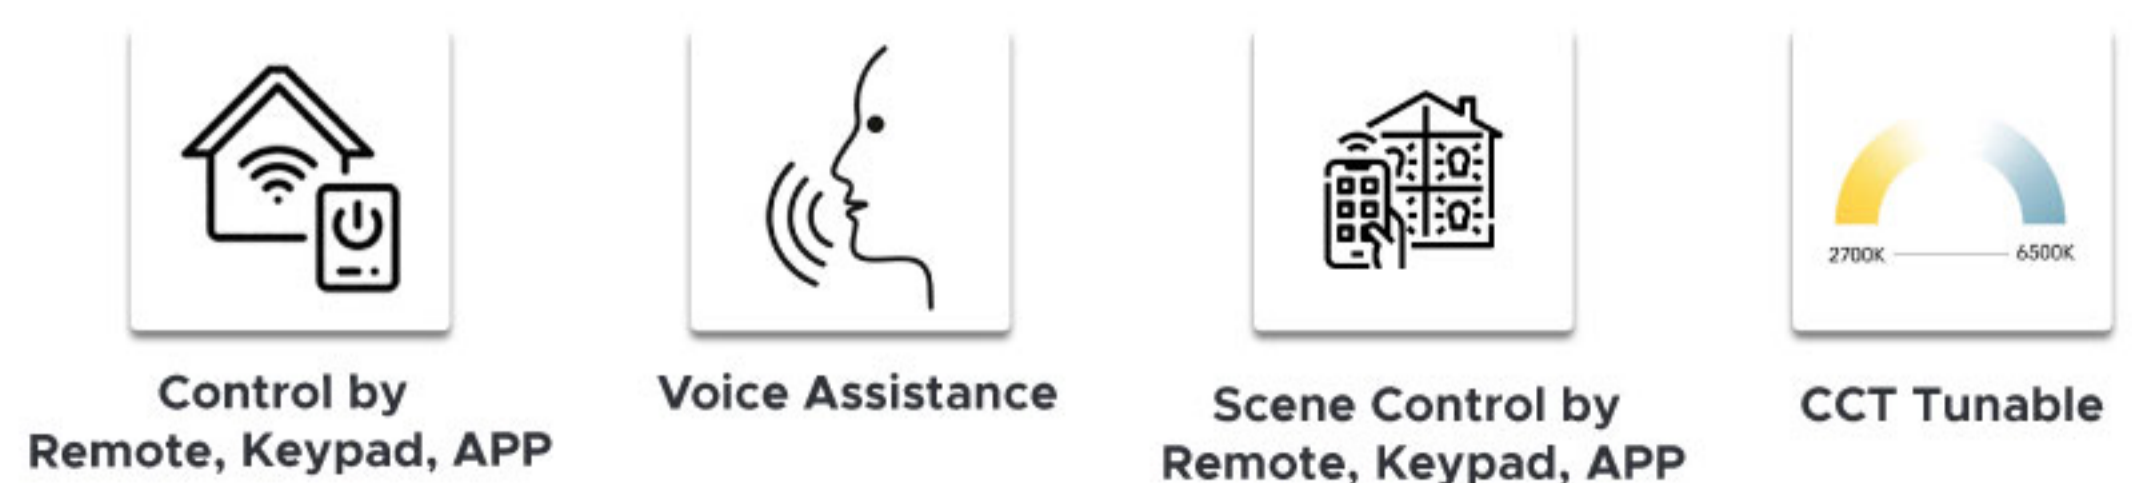 2700K
6500K
Control by
Remote, Keypad, APP
Voice Assistance
Scene Control by
Remote, Keypad, APP
CCT Tunable